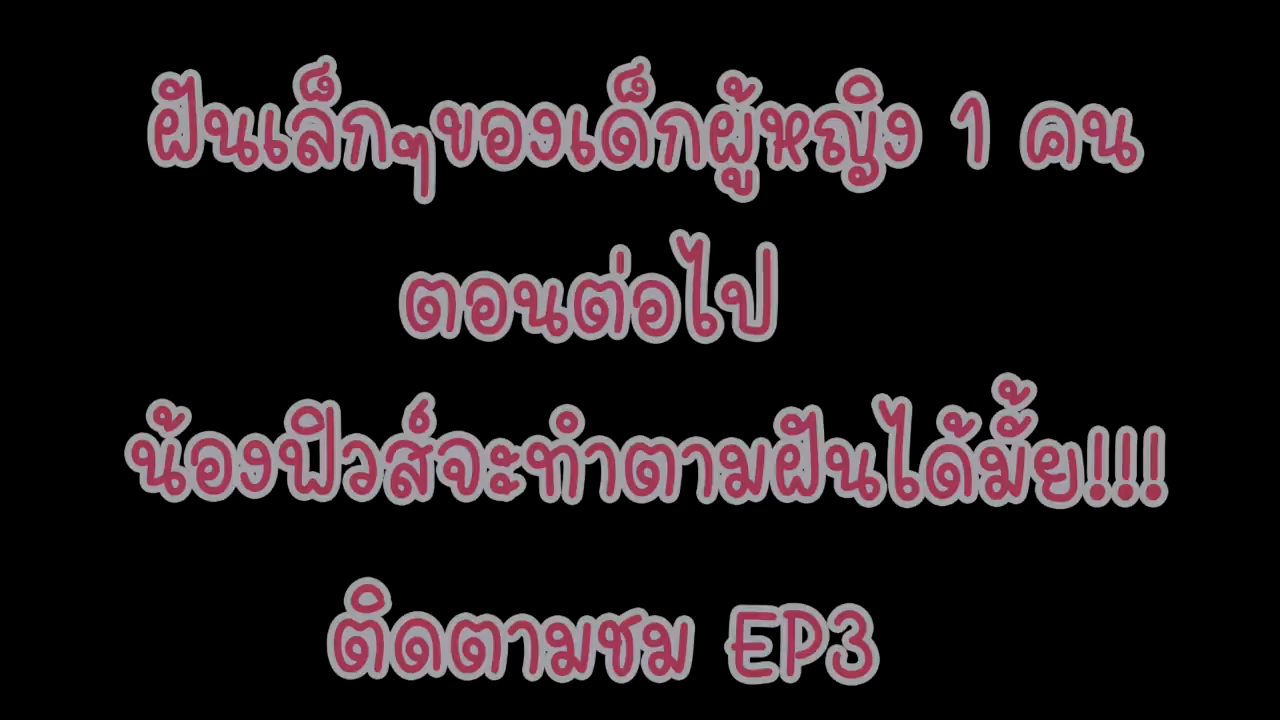 ฝันเล็กๆของเด็กผู้หญิง 1 คน
ตอนต่อไป
น้องฟิวส์จะทำตามฝันได้มั้ย!!!
ติดตามชม EP3